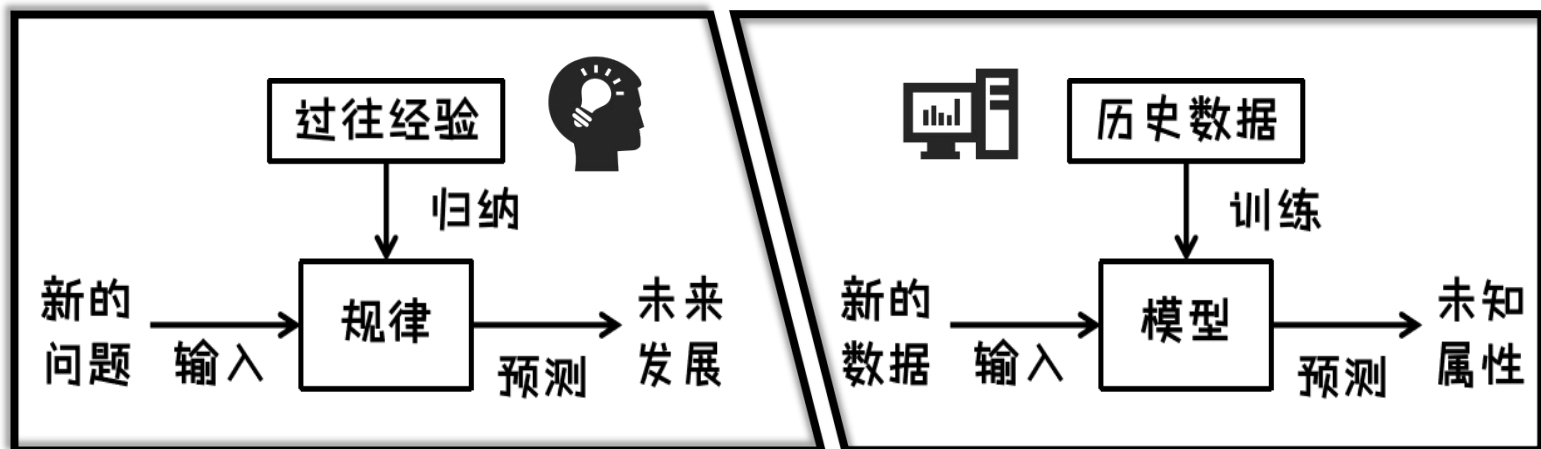 过往经验
归纳
新的
问题
输入
规律
预测
未来
发展
历史数据
训练
新的
数据
输入
模型
预测
未知
属性